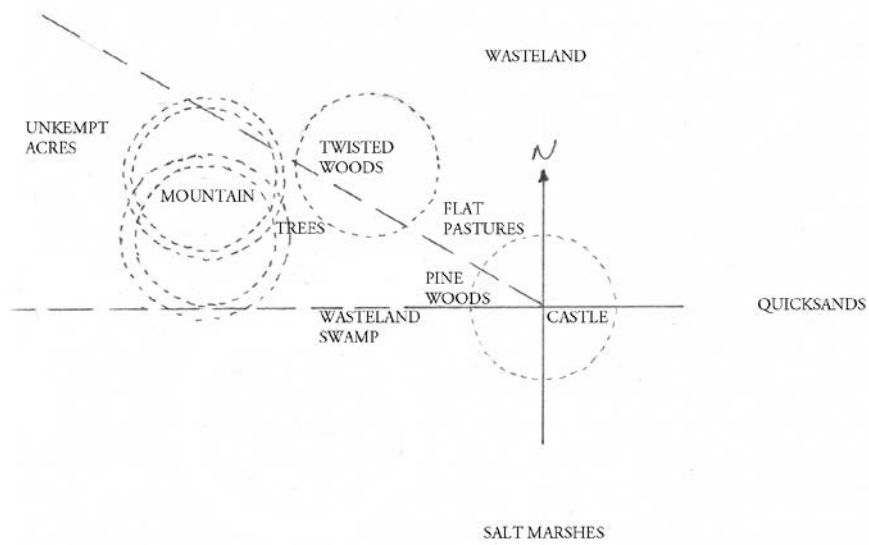 WASTELAND
UNKEMPT
ACRES
TWISTED
WOODS
N
MOUNTAIN
TREES
FLAT
PASTURES
PINE
WOODS
WASTELAND
SWAMP
CASTLE
QUICKSANDS
SALT MARSHES